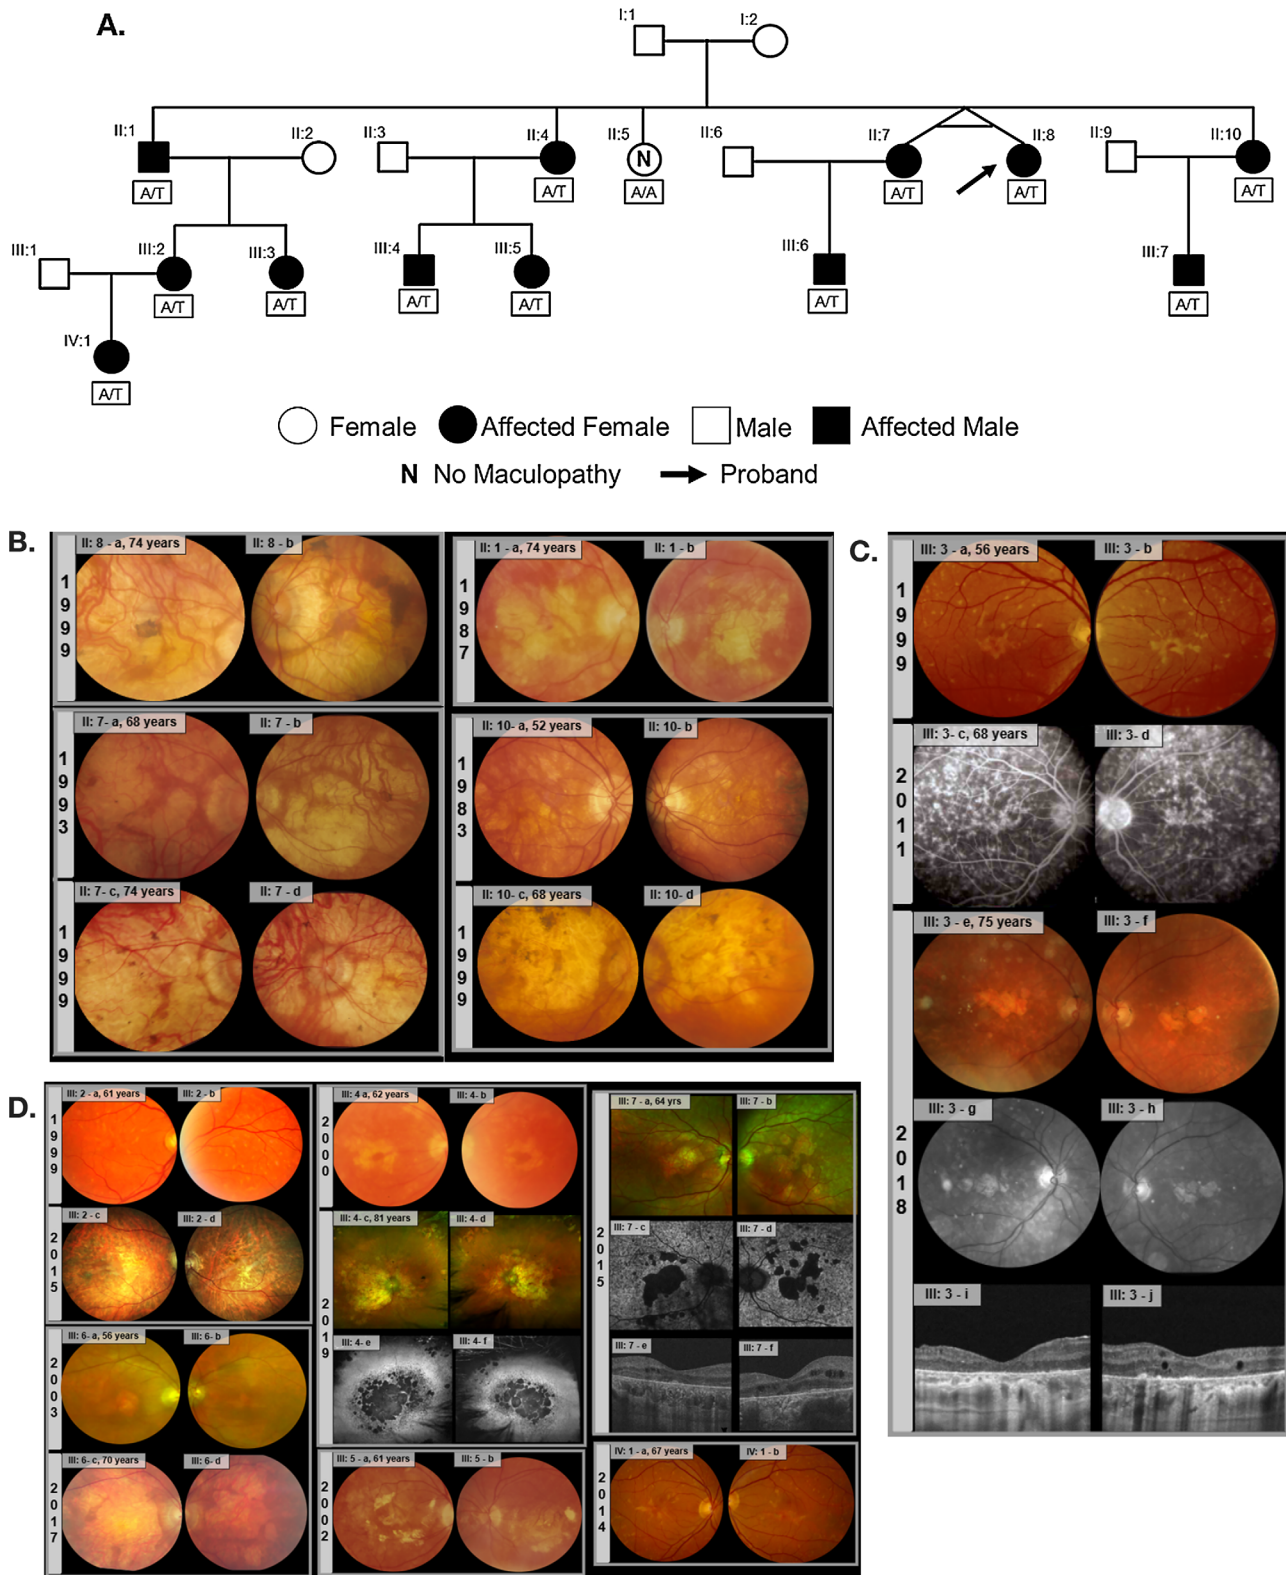 A.
I:1 I:2
II:1 II:2 II:3 II:4 II:5 II:6 II:7 II:8 II:9 II:10
N
A/T A/T A/A A/T A/T A/T
III:1 III:2 III:3 III:4 III:5 III:6 III:7
A/T A/T A/T A/T A/T A/T
IV:1
A/T
Female Affected Female Male Affected Male
N No Maculopathy Proband
B.
1999
II: 8 - a, 74 years
II: 8 - b
1987
II: 1 - a, 74 years
II: 1 - b
1993
II: 7- a, 68 years
II: 7 - b
1983
II: 10- a, 52 years
II: 10- b
1999
II: 7- c, 74 years
II: 7 - d
1999
II: 10- c, 68 years
II: 10- d
C.
1999
III: 3 - a, 56 years
III: 3 - b
2011
III: 3- c, 68 years
III: 3- d
2018
III: 3 - e, 75 years
III: 3 - f
III: 3 - g
III: 3 - h
III: 3 - i
III: 3 - j
D.
1999
III: 2 - a, 61 years
III: 2 - b
2015
III: 2 - c
III: 2 - d
2003
III: 6- a, 56 years
III: 6- b
2017
III: 6- c, 70 years
III: 6- d
2000
III: 4 a, 62 years
III: 4- b
2019
III: 4- c, 81 years
III: 4- d
III: 4- e
III: 4- f
2002
III: 5 - a, 61 years
III: 5 - b
2015
III: 7 - a, 64 yrs
III: 7 - b
III: 7 - c
III: 7 - d
III: 7 - e
III: 7 - f
2014
IV: 1 - a, 67 years
IV: 1 - b